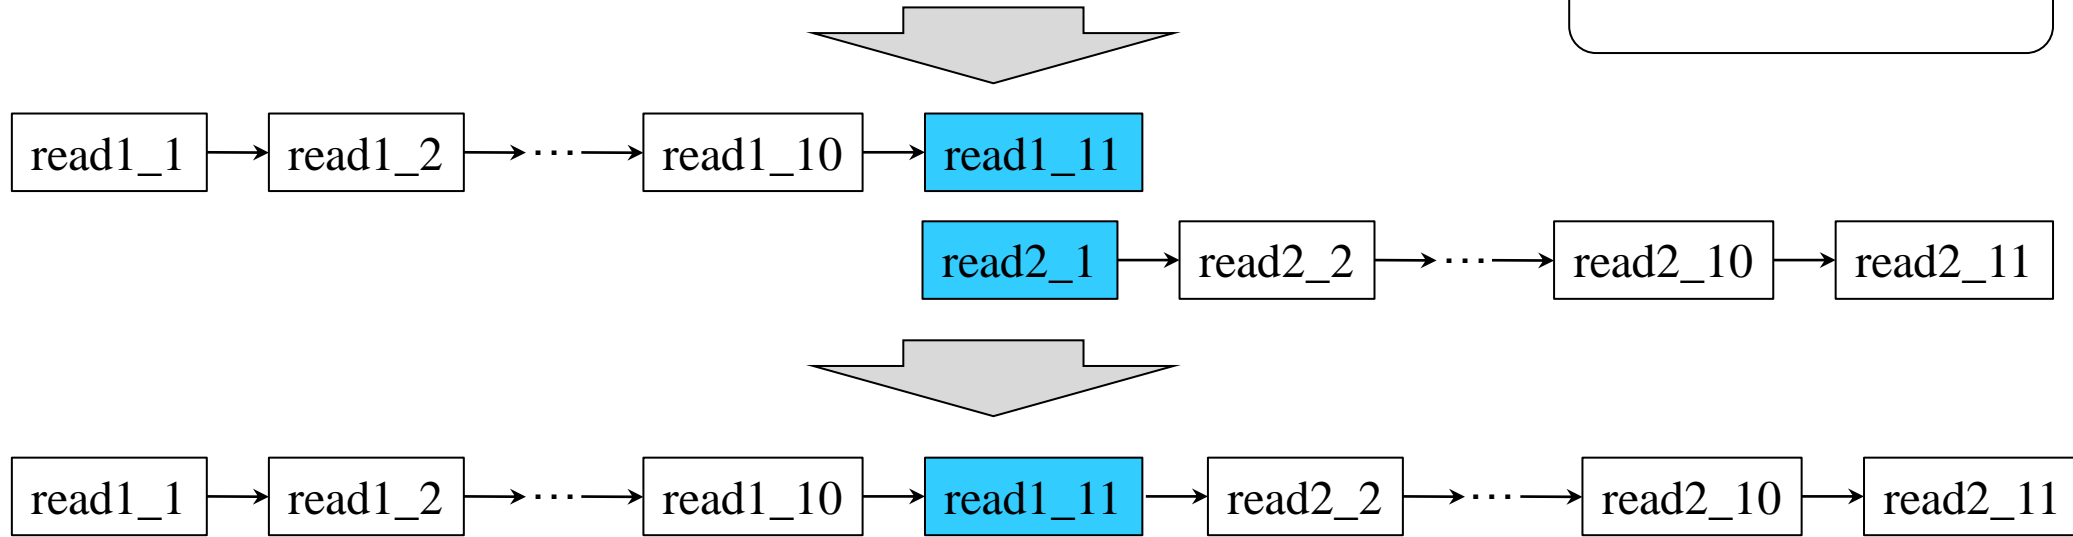 read1_1 read1_2 ... read1_10 read1_11
read2_1 read2_2 ... read2_10 read2_11
read1_1 read1_2 ... read1_10 read1_11 read2_2 ... read2_10 read2_11